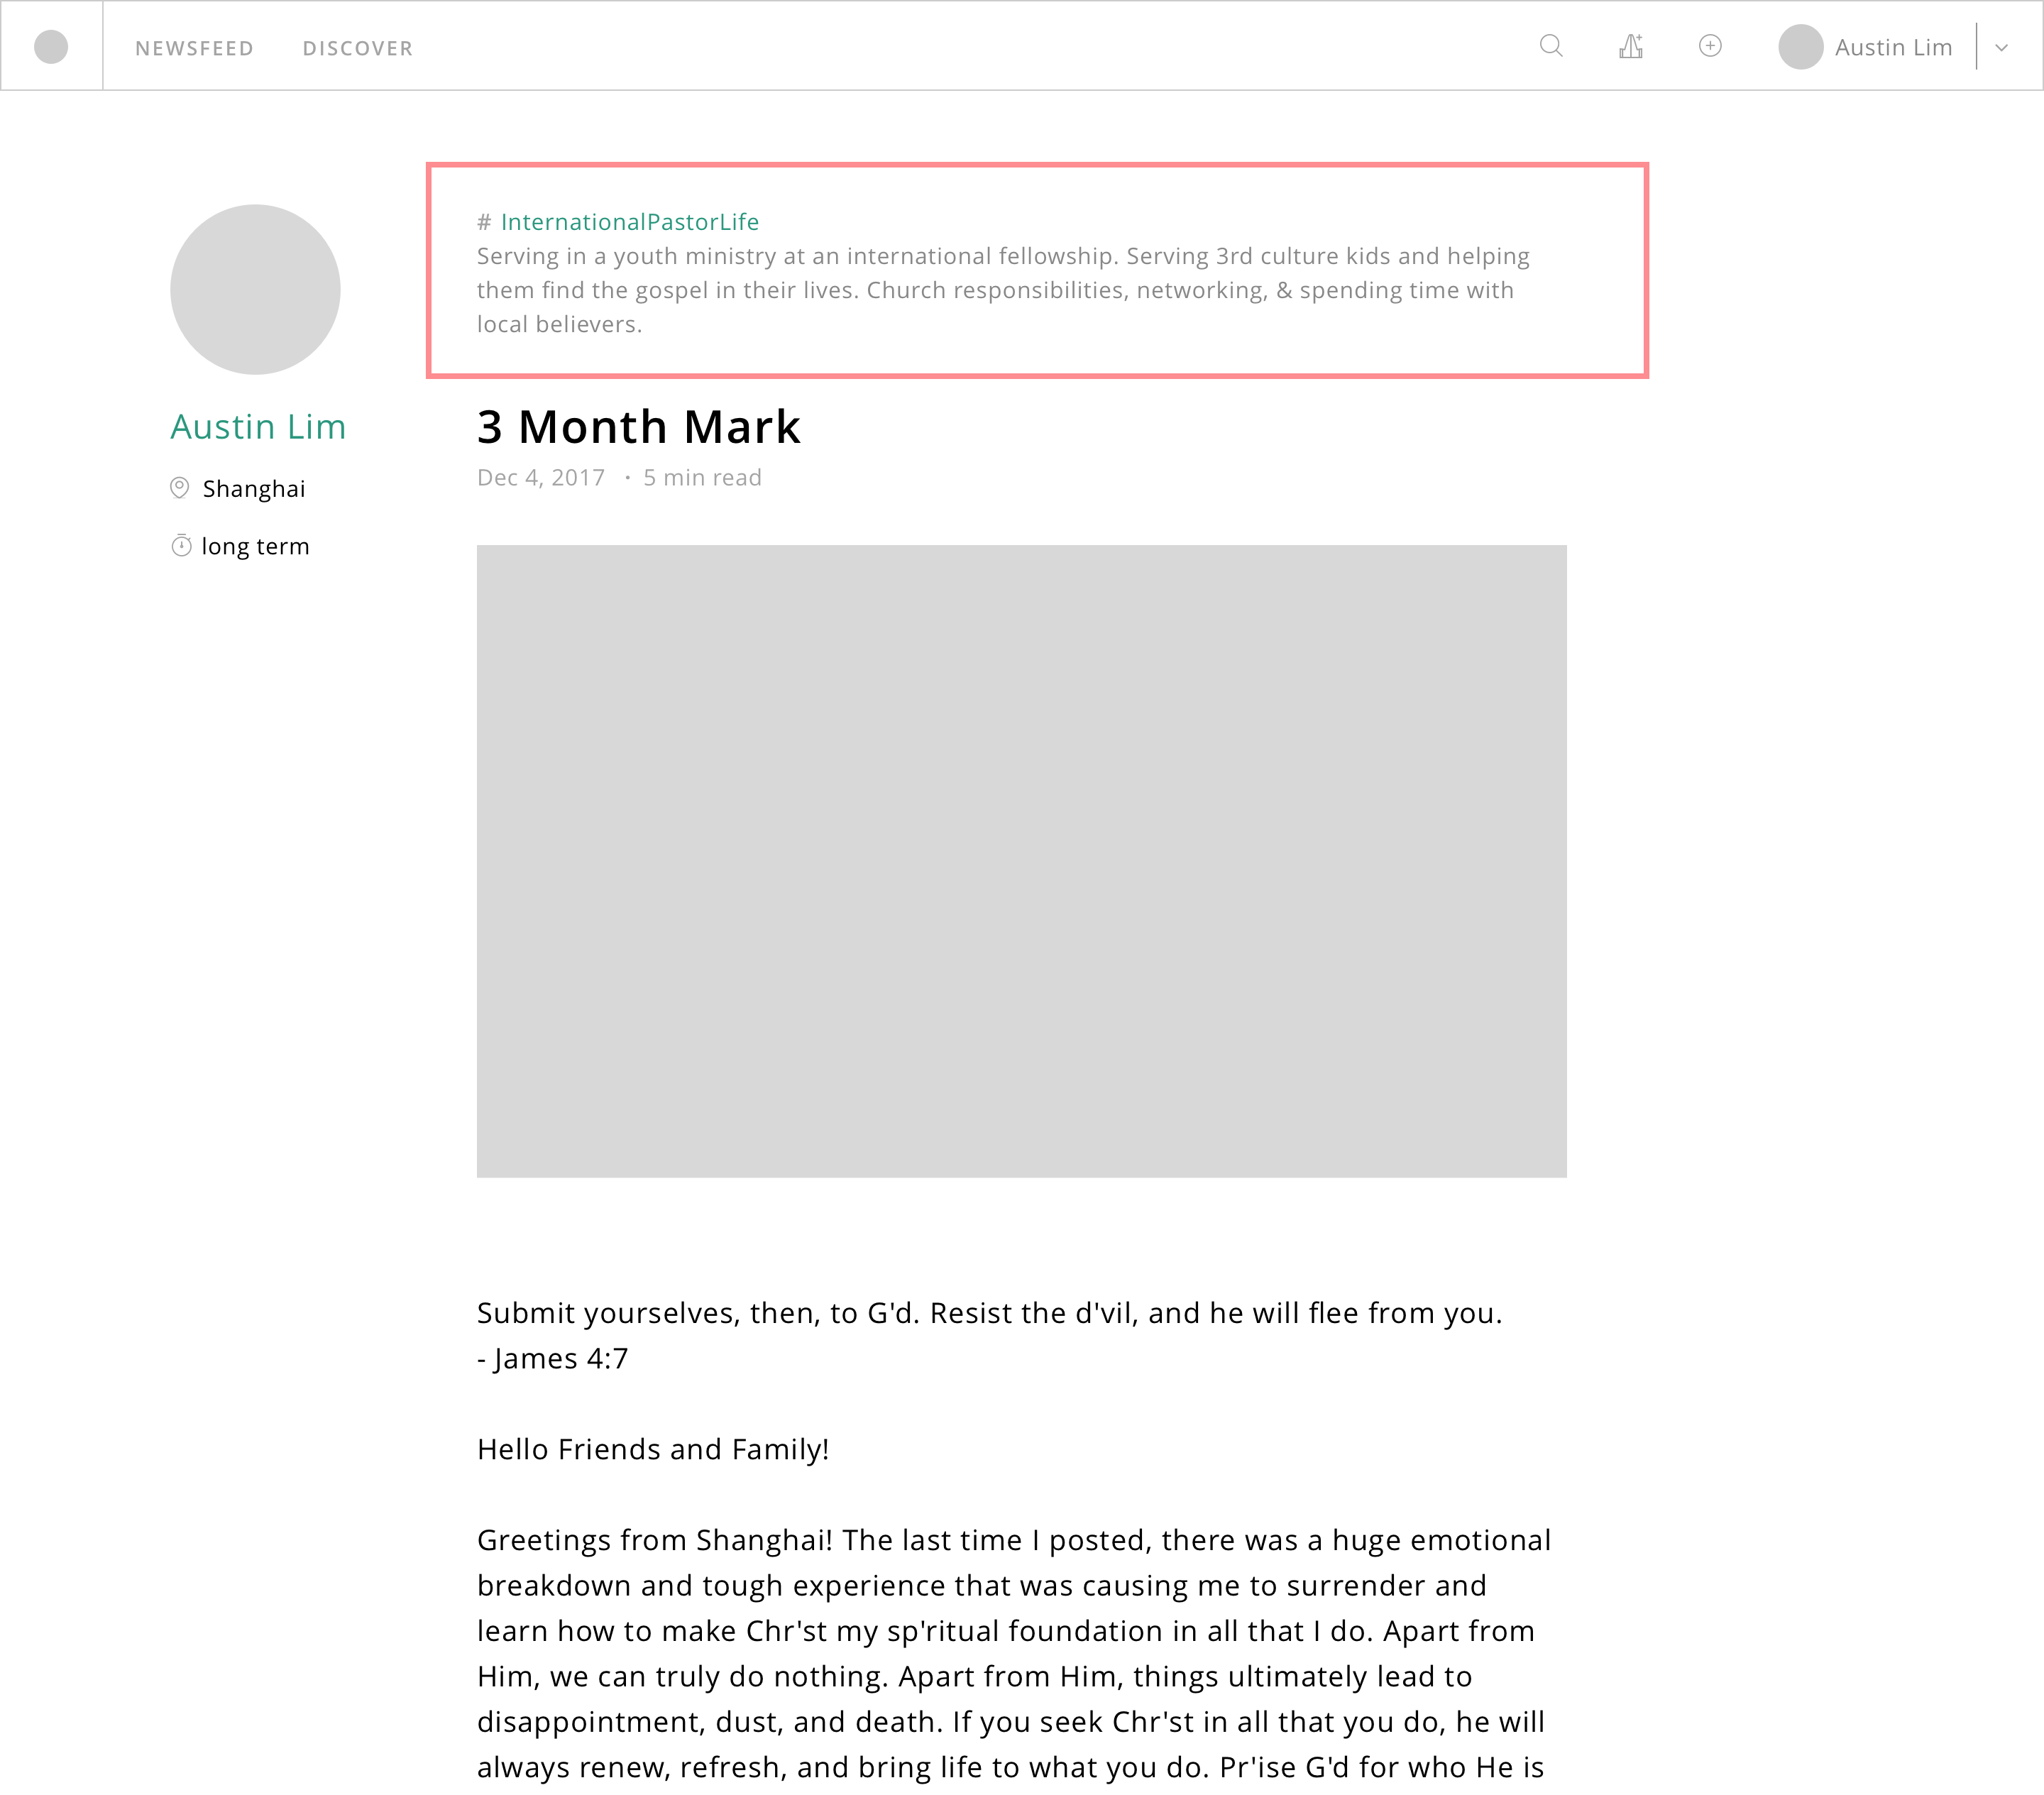 NEWSFEED DISCOVER Austin Lim
# InternationalPastorLife
Serving in a youth ministry at an international fellowship. Serving 3rd culture kids and helping
them find the gospel in their lives. Church responsibilities, networking, & spending time with
local believers.
Austin Lim
Shanghai
long term
3 Month Mark
Dec 4, 2017 · 5 min read
Submit yourselves, then, to G'd. Resist the d'vil, and he will flee from you.
- James 4:7
Hello Friends and Family!
Greetings from Shanghai! The last time I posted, there was a huge emotional
breakdown and tough experience that was causing me to surrender and
learn how to make Chr'st my sp'ritual foundation in all that I do. Apart from
Him, we can truly do nothing. Apart from Him, things ultimately lead to
disappointment, dust, and death. If you seek Chr'st in all that you do, he will
always renew, refresh, and bring life to what you do. Pr'ise G'd for who He is